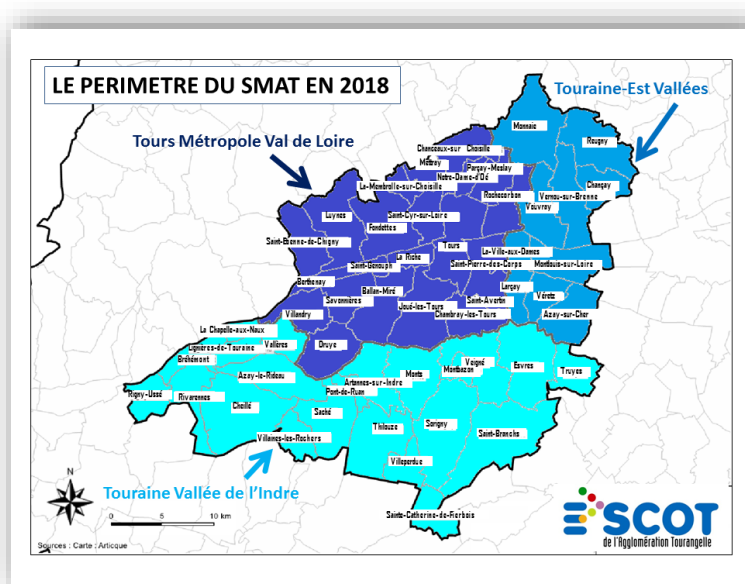 LE PERIMETRE DU SMAT EN 2018
Touraine-Est Vallées
Tours Métropole Val de Loire
Monnaie
Reugny
Chanceaux-sur Choisille
Mettray
Parçay-Meslay
Notre-Dame-d'Oé
La-Membrolle-sur-Choisille
Rochecorbon
Chançay
Vernou-sur-Brenne
Vouvray
Luynes
Saint-Cyr-sur-Loire
Fondettes
Saint-Etienne-de-Chigny
Tours
La Riche
Saint-Genouph
La-Ville-aux-Dames
Saint-Pierre-des-Corps
Montlouis-sur-Loire
Berthenay
Ballan-Miré
Savonnières
Larçay
Véretz
Saint-Avertin
Joué-les-Tours
Chambray-les-Tours
Azay-sur-Cher
Villandry
La Chapelle-aux-Naux
Druye
Vallères
Lignières-de-Touraine
Bréhémont
Azay-le-Rideau
Artannes-sur-Indre
Monts
Veigné
Montbazon
Esvres
Truyes
Pont-de-Ruan
Rigny-Ussé
Rivarennes
Cheillé
Saché
Thilouze
Sorigny
Saint-Branchs
Villaines-les-Rochers
Villeperdue
Touraine Vallée de l'Indre
Sainte-Catherine-de-Fierbois
N
0 5 10 km
Sources : Carte : Articque
SCOT
de l'Agglomération Tourangelle